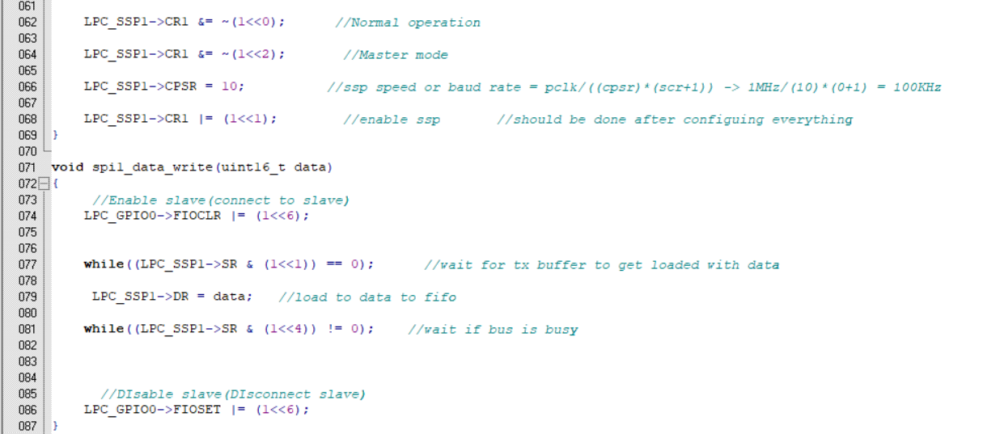 061
062 LPC_SSP1->CR1 &= ~(1<<0); //Normal operation
063
064 LPC_SSP1->CR1 &= ~(1<<2); //Master mode
065
066 LPC_SSP1->CPSR = 10; //ssp speed or baud rate = pclk/((cpsr)*(scr+1)) -> 1MHz/(10)*(0+1) = 100KHz
067
068 LPC_SSP1->CR1 |= (1<<1); //enable ssp //should be done after configuing everything
069 }
070
071 void spi1_data_write(uint16_t data)
072 {
073 //Enable slave(connect to slave)
074 LPC_GPIO0->FIOCLR |= (1<<6);
075
076
077 while((LPC_SSP1->SR & (1<<1)) == 0); //wait for tx buffer to get loaded with data
078
079 LPC_SSP1->DR = data; //load to data to fifo
080
081 while((LPC_SSP1->SR & (1<<4)) != 0); //wait if bus is busy
082
083
084
085 //DIsable slave(DIsconnect slave)
086 LPC_GPIO0->FIOSET |= (1<<6);
087 }